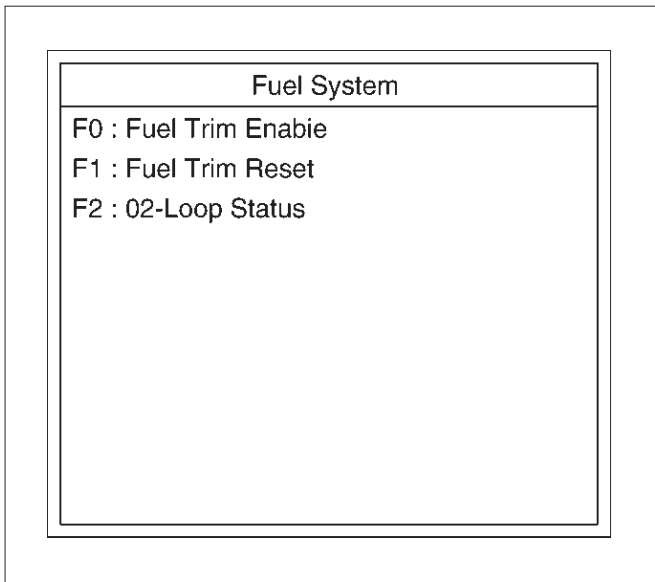 Fuel System
F0 : Fuel Trim Enabie
F1 : Fuel Trim Reset
F2 : 02-Loop Status